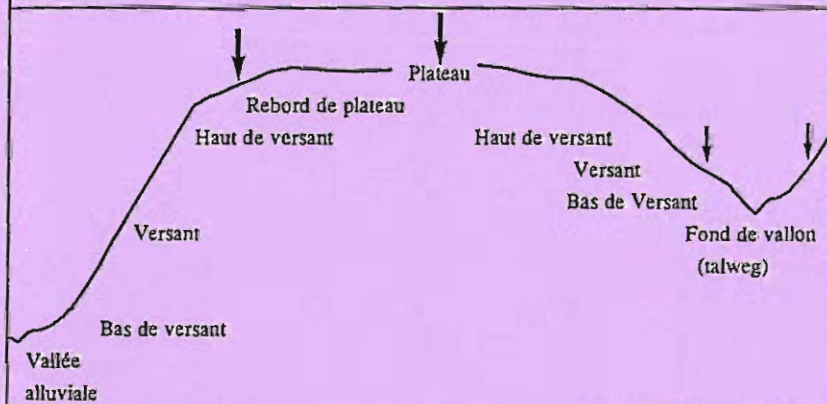 Plateau
Rebord de plateau
Haut de versant
Haut de versant
Versant
Bas de Versant
Versant
Fond de vallon
(talweg)
Bas de versant
Vallée
alluviale